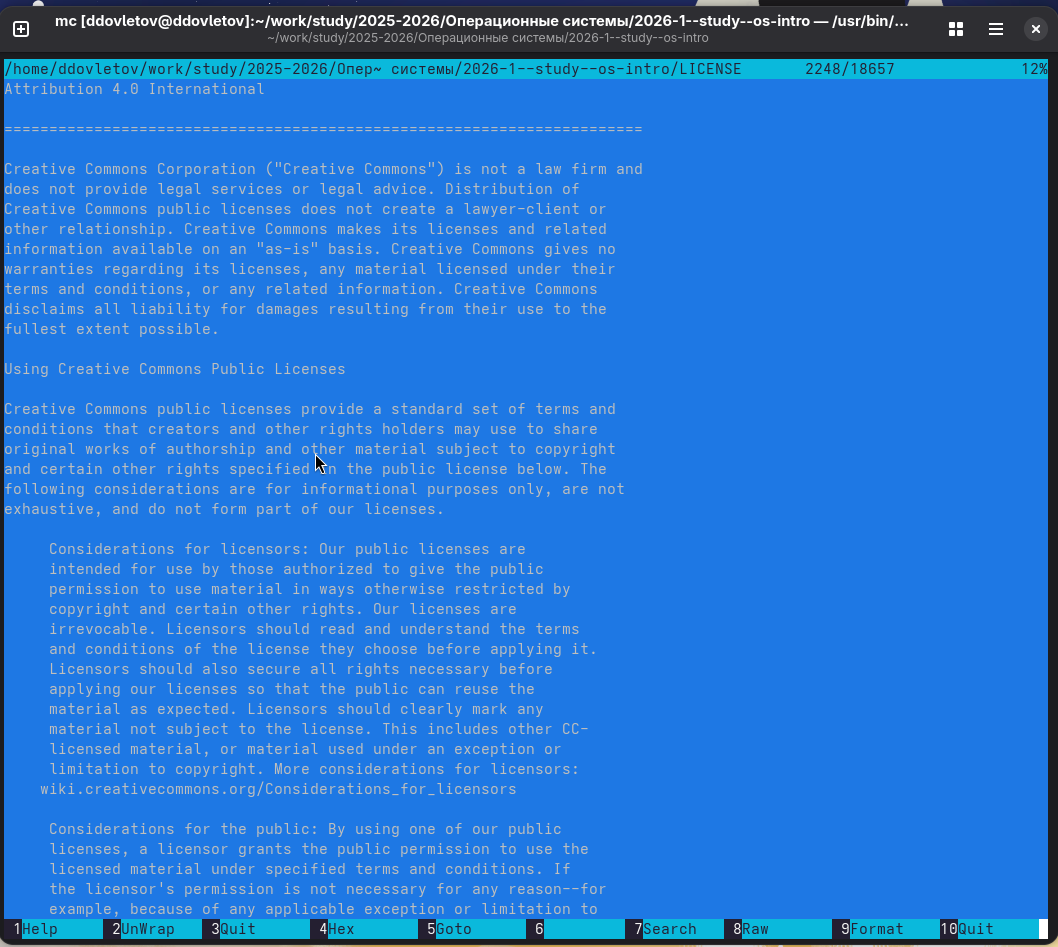 mc [ddovletov@ddovletov]:~/work/study/2025-2026/Операционные системы/2026-1--study--os-intro — /usr/bin/…
~/work/study/2025-2026/Операционные системы/2026-1--study--os-intro
/home/ddovletov/work/study/2025-2026/Опер~ системы/2026-1--study--os-intro/LICENSE 2248/18657 12%
Attribution 4.0 International
=======================================================================
Creative Commons Corporation ("Creative Commons") is not a law firm and
does not provide legal services or legal advice. Distribution of
Creative Commons public licenses does not create a lawyer-client or
other relationship. Creative Commons makes its licenses and related
information available on an "as-is" basis. Creative Commons gives no
warranties regarding its licenses, any material licensed under their
terms and conditions, or any related information. Creative Commons
disclaims all liability for damages resulting from their use to the
fullest extent possible.
Using Creative Commons Public Licenses
Creative Commons public licenses provide a standard set of terms and
conditions that creators and other rights holders may use to share
original works of authorship and other material subject to copyright
and certain other rights specified in the public license below. The
following considerations are for informational purposes only, are not
exhaustive, and do not form part of our licenses.
Considerations for licensors: Our public licenses are
intended for use by those authorized to give the public
permission to use material in ways otherwise restricted by
copyright and certain other rights. Our licenses are
irrevocable. Licensors should read and understand the terms
and conditions of the license they choose before applying it.
Licensors should also secure all rights necessary before
applying our licenses so that the public can reuse the
material as expected. Licensors should clearly mark any
material not subject to the license. This includes other CC-
licensed material, or material used under an exception or
limitation to copyright. More considerations for licensors:
wiki.creativecommons.org/Considerations_for_licensors
Considerations for the public: By using one of our public
licenses, a licensor grants the public permission to use the
licensed material under specified terms and conditions. If
the licensor's permission is not necessary for any reason--for
example, because of any applicable exception or limitation to
1Help 2UnWrap 3Quit 4Hex 5Goto 6 7Search 8Raw 9Format 10Quit